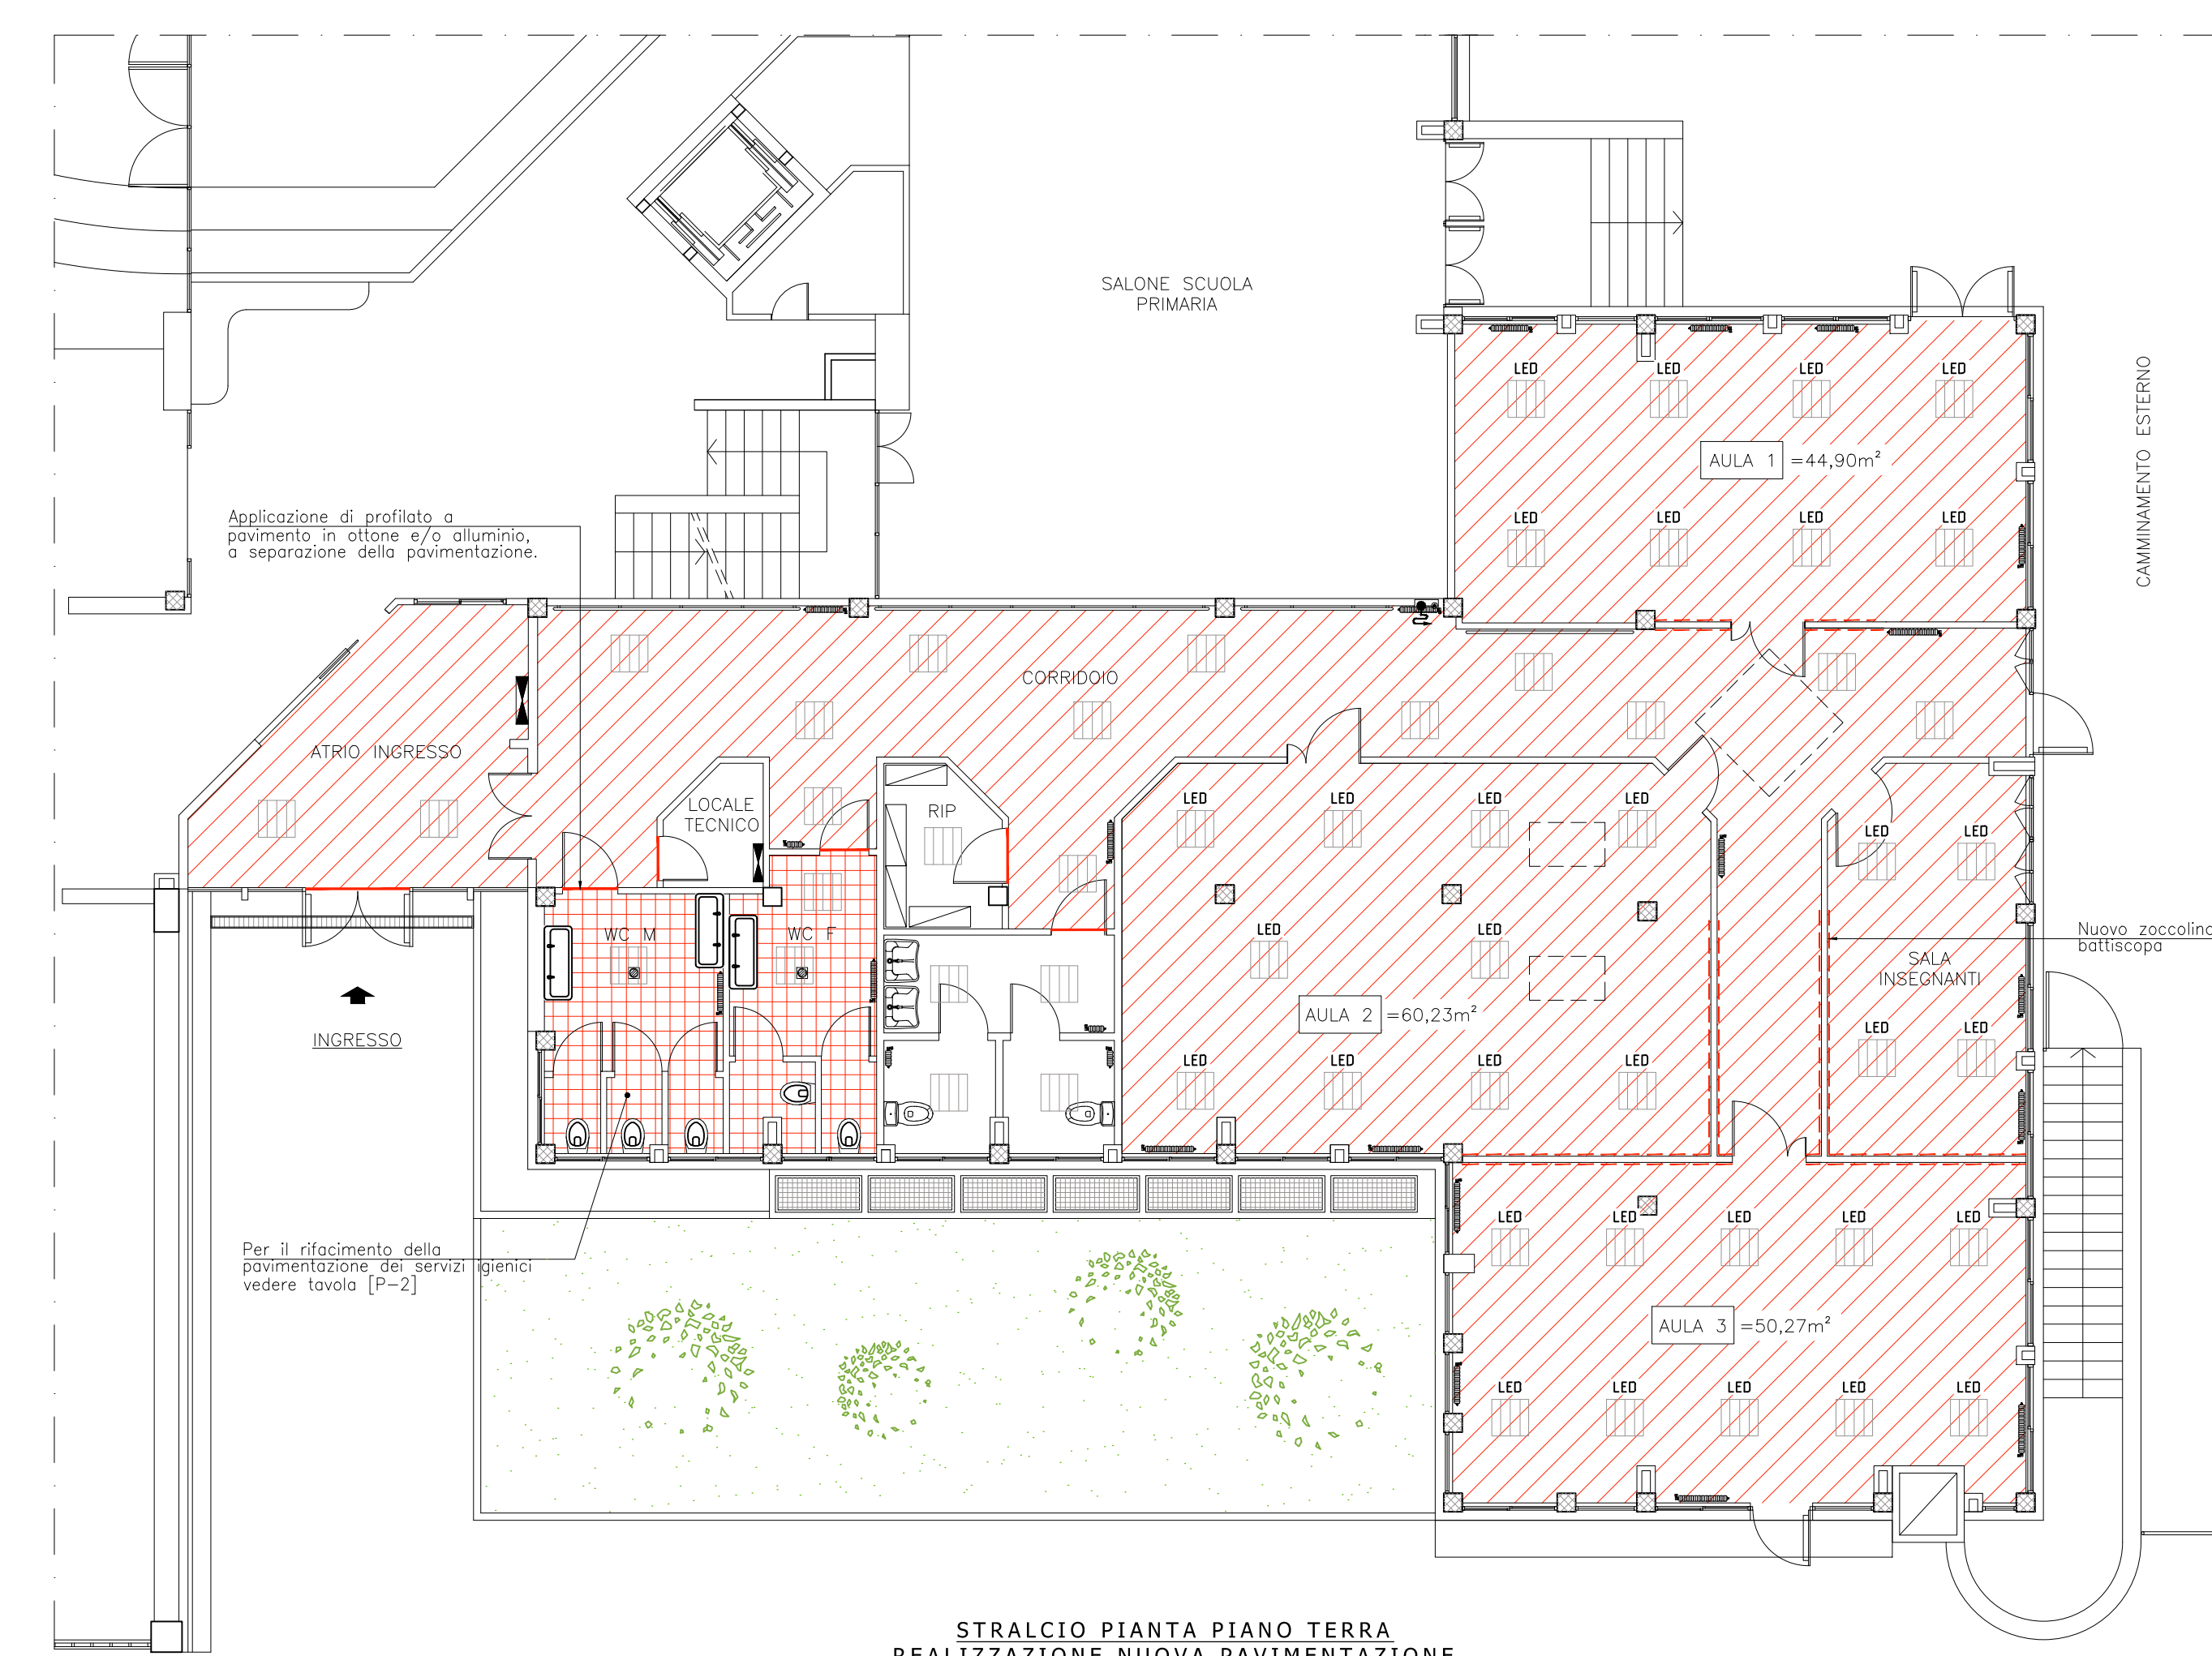 SALONE SCUOLA
PRIMARIA
CAMMINAMENTO ESTERNO
LED LED LED LED
AULA 1 =44,90m²
LED LED LED LED
Applicazione di profilato a
pavimento in ottone e/o alluminio,
a separazione della pavimentazione.
CORRIDOIO
ATRIO INGRESSO
LOCALE
TECNICO
RIP
LED LED LED LED
LED LED
WC M
WC F
LED LED
Nuovo zoccolino
battiscopa
SALA
INSEGNANTI
AULA 2 =60,23m²
INGRESSO
LED LED
LED LED LED LED
Per il rifacimento della
pavimentazione dei servizi igienici
vedere tavola [P-2]
LED LED LED LED LED
AULA 3 =50,27m²
LED LED LED LED LED
STRALCIO PIANTA PIANO TERRA
REALIZZAZIONE NUOVA PAVIMENTAZIONE